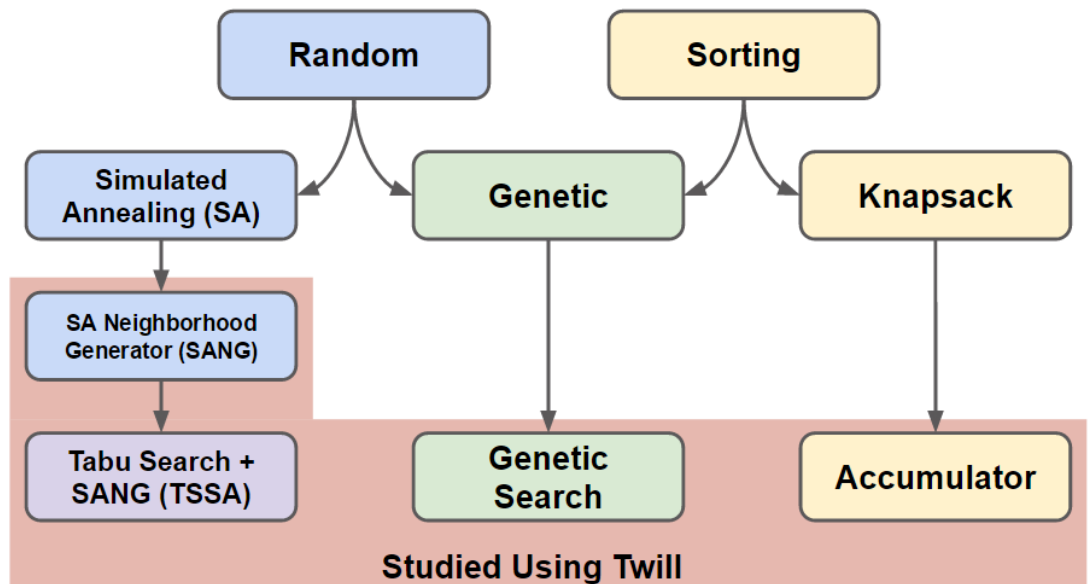 Random
Sorting
Simulated
Annealing (SA)
Genetic
Knapsack
SA Neighborhood
Generator (SANG)
Tabu Search +
SANG (TSSA)
Genetic
Search
Accumulator
Studied Using Twill